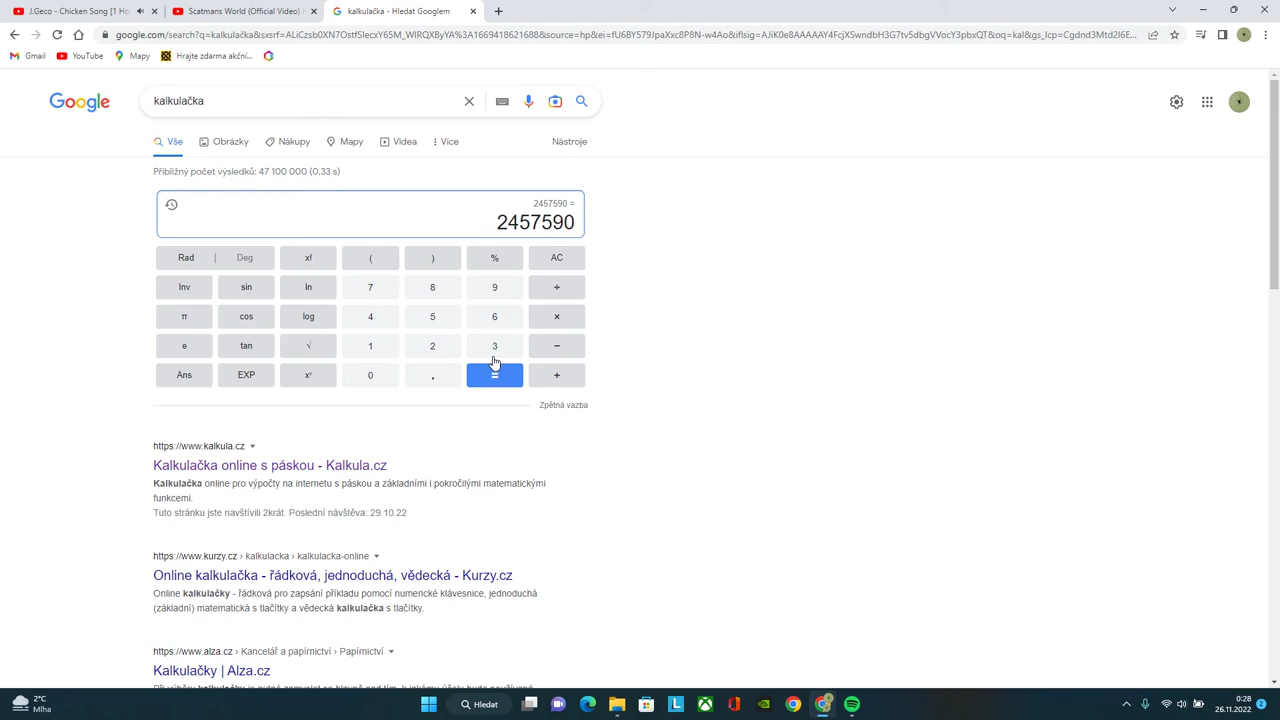 J.Geco - Chicken Song [1 Ho
Scatmans World (Official Video) H
kalkulačka - Hledat Googlem
Gmail
YouTube
Mapy
Hrajte zdarma akční...
Google
kalkulačka
Vše
Obrázky
Nákupy
Mapy
Videa
Více
Nástroje
Přibližný počet výsledků: 47 100 000 (0,33 s)
2457590 =
2457590
Rad | Deg x! ( ) % AC
Inv sin ln 7 8 9 ÷
π cos log 4 5 6 ×
e tan √ 1 2 3 −
Ans EXP xʸ 0 . = +
Zpětná vazba
https://www.kalkula.cz
Kalkulačka online s páskou - Kalkula.cz
Kalkulačka online pro výpočty na internetu s páskou a základními i pokročilými matematickými
funkcemi.
Tuto stránku jste navštívili 2krát. Poslední návštěva: 29.10.22
https://www.kurzy.cz › kalkulacka › kalkulacka-online
Online kalkulačka - řádková, jednoduchá, vědecká - Kurzy.cz
Online kalkulačky - řádková pro zapsání příkladu pomocí numerické klávesnice, jednoduchá
(základní) matematická s tlačítky a vědecká kalkulačka s tlačítky.
https://www.alza.cz › Kancelář a papírnictví › Papírnictví
Kalkulačky | Alza.cz
2°C
Mlha
Hledat
0:28
26.11.2022